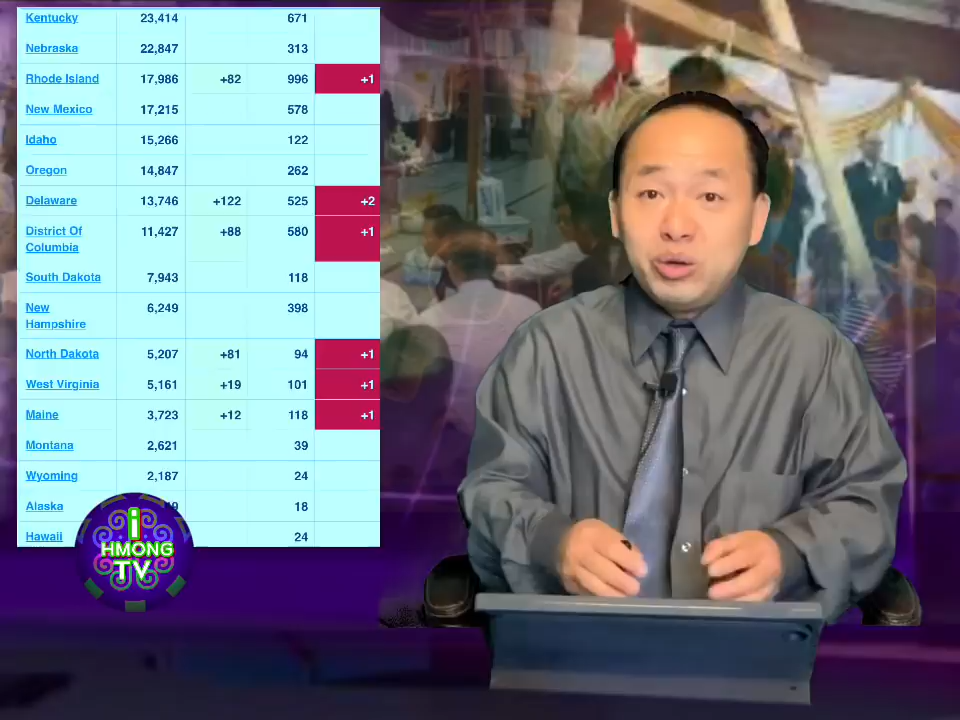 Kentucky 23,414 671
Nebraska 22,847 313
Rhode Island 17,986 +82 996 +1
New Mexico 17,215 578
Idaho 15,266 122
Oregon 14,847 262
Delaware 13,746 +122 525 +2
District Of 11,427 +88 580 +1
Columbia
South Dakota 7,943 118
New 6,249 398
Hampshire
North Dakota 5,207 +81 94 +1
West Virginia 5,161 +19 101 +1
Maine 3,723 +12 118 +1
Montana 2,621 39
Wyoming 2,187 24
Alaska 18
Hawaii 24
i
HMONG
TV